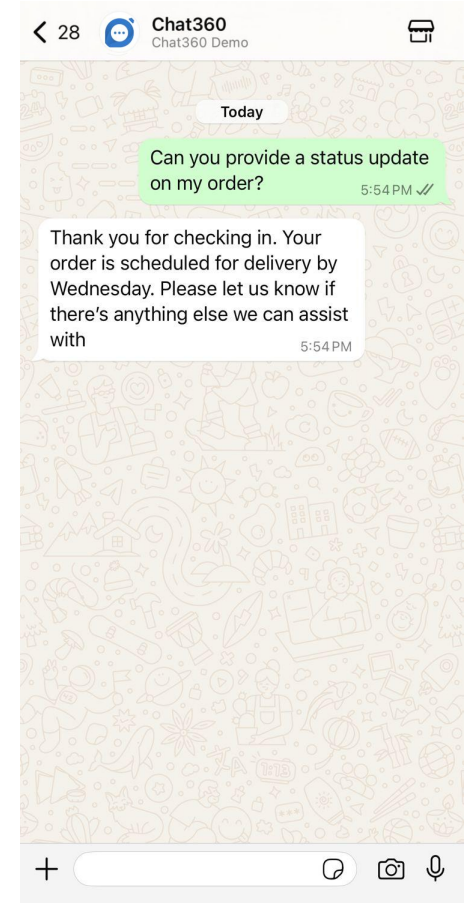 28
Chat360
Chat360 Demo
Today
Can you provide a status update
on my order?
5:54 PM
Thank you for checking in. Your
order is scheduled for delivery by
Wednesday. Please let us know if
there’s anything else we can assist
with
5:54 PM